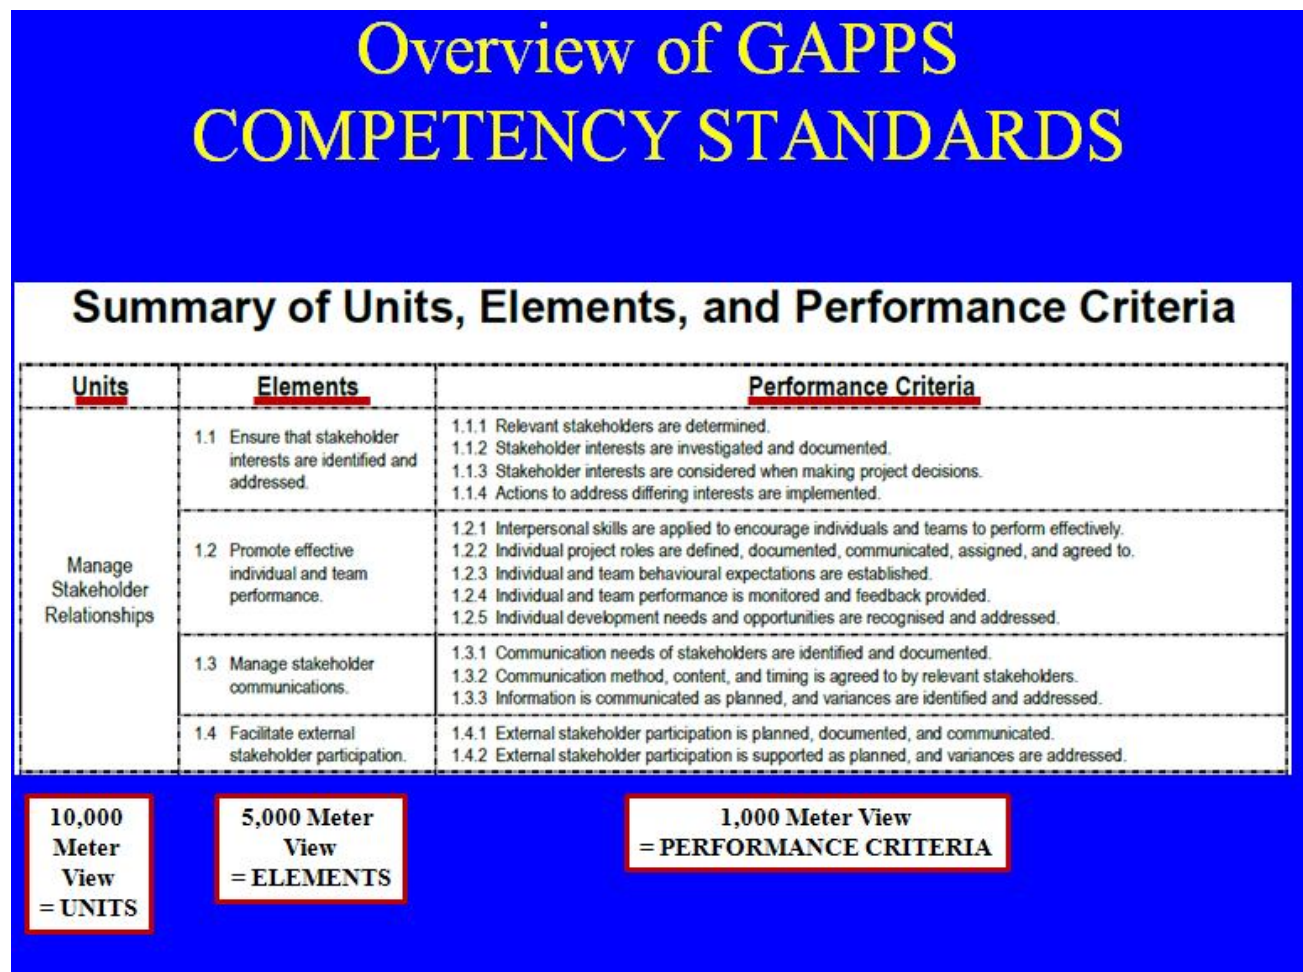 Overview of GAPPS
COMPETENCY STANDARDS
Summary of Units, Elements, and Performance Criteria
Units
Elements
Performance Criteria
Manage
Stakeholder
Relationships
1.1 Ensure that stakeholder
interests are identified and
addressed.
1.1.1 Relevant stakeholders are determined.
1.1.2 Stakeholder interests are investigated and documented.
1.1.3 Stakeholder interests are considered when making project decisions.
1.1.4 Actions to address differing interests are implemented.
1.2 Promote effective
individual and team
performance.
1.2.1 Interpersonal skills are applied to encourage individuals and teams to perform effectively.
1.2.2 Individual project roles are defined, documented, communicated, assigned, and agreed to.
1.2.3 Individual and team behavioural expectations are established.
1.2.4 Individual and team performance is monitored and feedback provided.
1.2.5 Individual development needs and opportunities are recognised and addressed.
1.3 Manage stakeholder
communications.
1.3.1 Communication needs of stakeholders are identified and documented.
1.3.2 Communication method, content, and timing is agreed to by relevant stakeholders.
1.3.3 Information is communicated as planned, and variances are identified and addressed.
1.4 Facilitate external
stakeholder participation.
1.4.1 External stakeholder participation is planned, documented, and communicated.
1.4.2 External stakeholder participation is supported as planned, and variances are addressed.
10,000
Meter
View
= UNITS
5,000 Meter
View
= ELEMENTS
1,000 Meter View
= PERFORMANCE CRITERIA